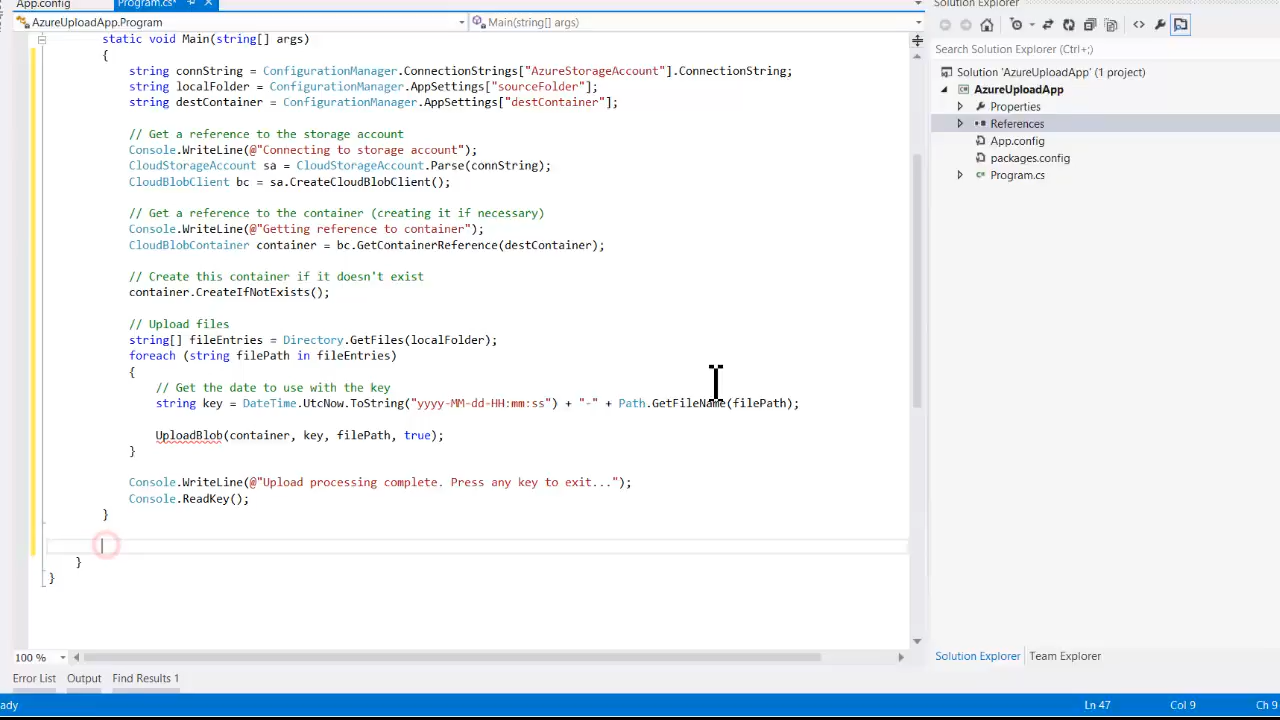 App.config
Program.cs*
Solution Explorer
AzureUploadApp.Program
Main(string[] args)
static void Main(string[] args)
{
string connString = ConfigurationManager.ConnectionStrings["AzureStorageAccount"].ConnectionString;
string localFolder = ConfigurationManager.AppSettings["sourceFolder"];
string destContainer = ConfigurationManager.AppSettings["destContainer"];
// Get a reference to the storage account
Console.WriteLine(@"Connecting to storage account");
CloudStorageAccount sa = CloudStorageAccount.Parse(connString);
CloudBlobClient bc = sa.CreateCloudBlobClient();
// Get a reference to the container (creating it if necessary)
Console.WriteLine(@"Getting reference to container");
CloudBlobContainer container = bc.GetContainerReference(destContainer);
// Create this container if it doesn't exist
container.CreateIfNotExists();
// Upload files
string[] fileEntries = Directory.GetFiles(localFolder);
foreach (string filePath in fileEntries)
{
// Get the date to use with the key
string key = DateTime.UtcNow.ToString("yyyy-MM-dd-HH:mm:ss") + "-" + Path.GetFileName(filePath);
UploadBlob(container, key, filePath, true);
}
Console.WriteLine(@"Upload processing complete. Press any key to exit...");
Console.ReadKey();
}
}
}
100 %
Error List
Output
Find Results 1
Search Solution Explorer (Ctrl+;)
Solution 'AzureUploadApp' (1 project)
AzureUploadApp
Properties
References
App.config
packages.config
Program.cs
Solution Explorer
Team Explorer
ady
Ln 47
Col 9
Ch 9